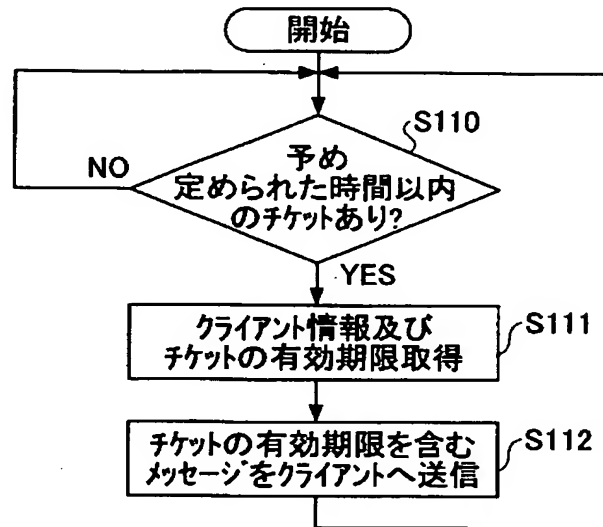 開始
S110
NO
予め
定められた時間以内
のチケットあり?
YES
クライアント情報及び
チケットの有効期限取得
S111
チケットの有効期限を含む
メッセージをクライアントへ送信
S112